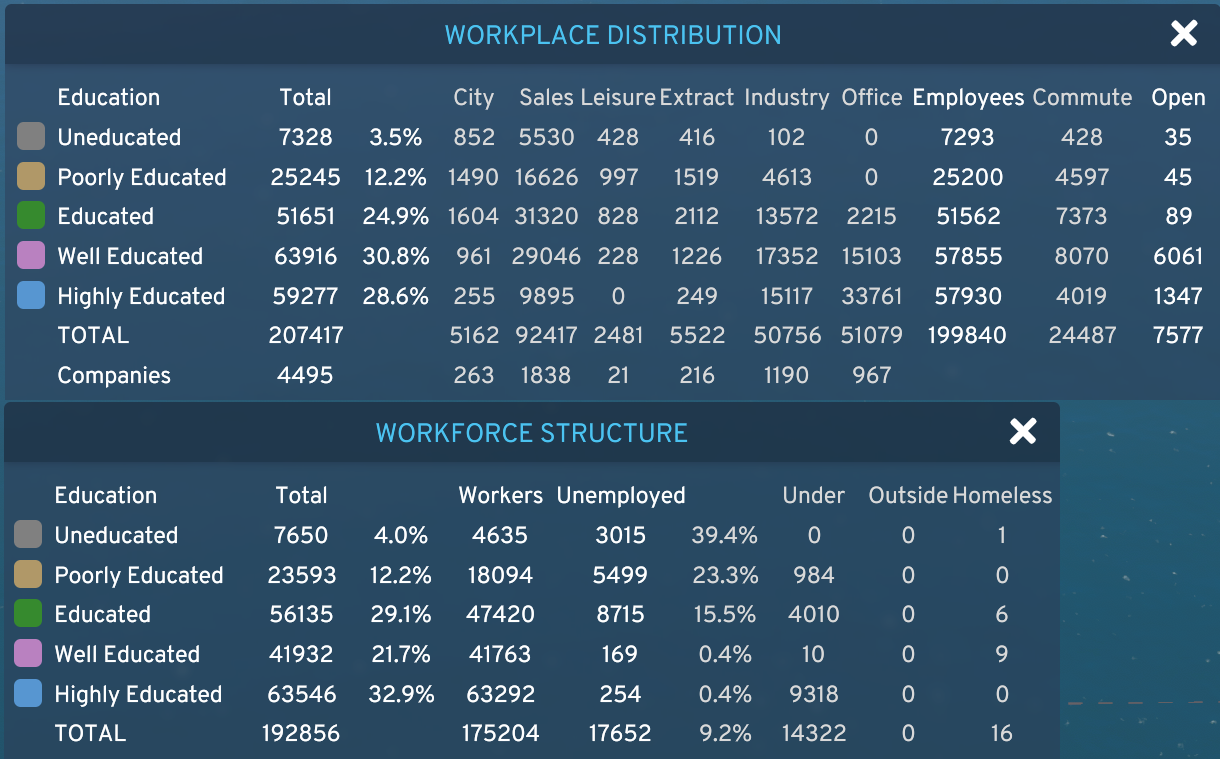 WORKPLACE DISTRIBUTION
Education Total City Sales Leisure Extract Industry Office Employees Commute Open
Uneducated 7328 3.5% 852 5530 428 416 102 0 7293 428 35
Poorly Educated 25245 12.2% 1490 16626 997 1519 4613 0 25200 4597 45
Educated 51651 24.9% 1604 31320 828 2112 13572 2215 51562 7373 89
Well Educated 63916 30.8% 961 29046 228 1226 17352 15103 57855 8070 6061
Highly Educated 59277 28.6% 255 9895 0 249 15117 33761 57930 4019 1347
TOTAL 207417 5162 92417 2481 5522 50756 51079 199840 24487 7577
Companies 4495 263 1838 21 216 1190 967
WORKFORCE STRUCTURE
Education Total Workers Unemployed Under Outside Homeless
Uneducated 7650 4.0% 4635 3015 39.4% 0 0 1
Poorly Educated 23593 12.2% 18094 5499 23.3% 984 0 0
Educated 56135 29.1% 47420 8715 15.5% 4010 0 6
Well Educated 41932 21.7% 41763 169 0.4% 10 0 9
Highly Educated 63546 32.9% 63292 254 0.4% 9318 0 0
TOTAL 192856 175204 17652 9.2% 14322 0 16